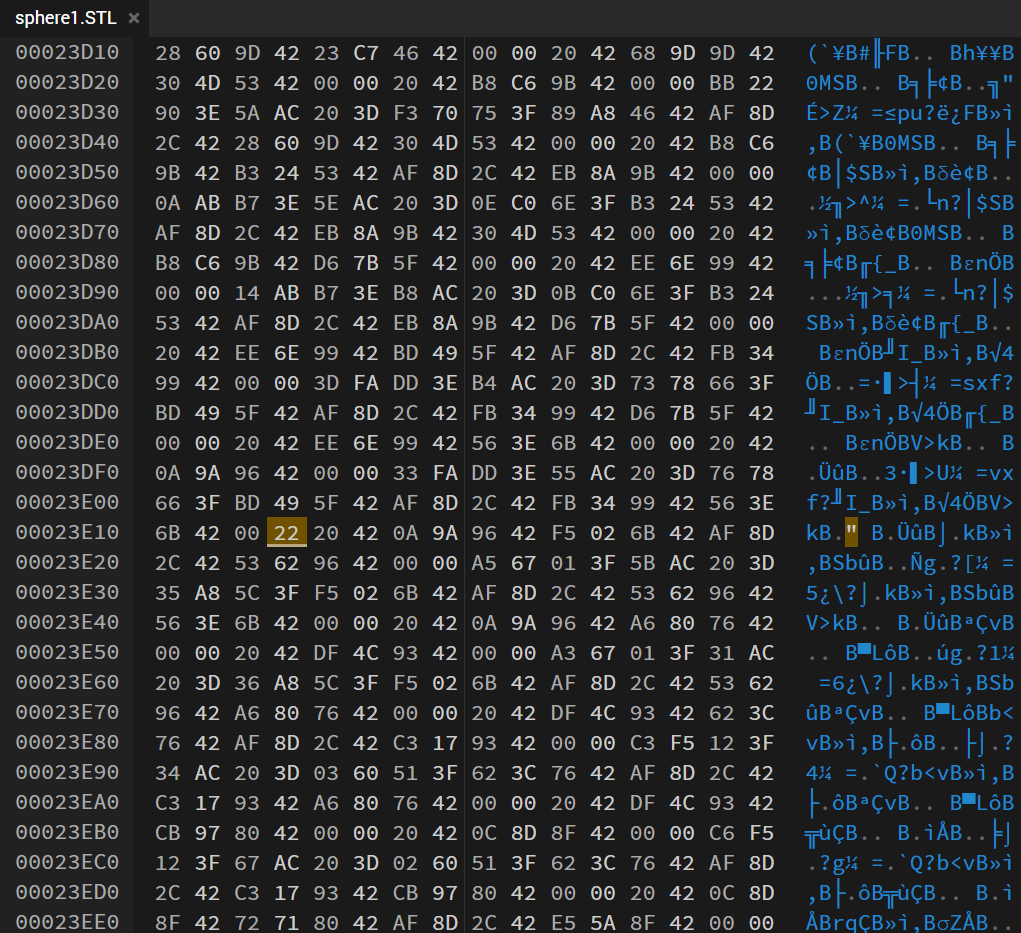 sphere1.STL ×
00023D10 28 60 9D 42 23 C7 46 42 00 00 20 42 68 9D 9D 42 (`¥B#╟FB.. Bh¥¥B
00023D20 30 4D 53 42 00 00 20 42 B8 C6 9B 42 00 00 BB 22 0MSB.. B╕╞¢B..╗"
00023D30 90 3E 5A AC 20 3D F3 70 75 3F 89 A8 46 42 AF 8D É>Z¼ =≤pu?ë¿FB»ì
00023D40 2C 42 28 60 9D 42 30 4D 53 42 00 00 20 42 B8 C6 ,B(`¥B0MSB.. B╕╞
00023D50 9B 42 B3 24 53 42 AF 8D 2C 42 EB 8A 9B 42 00 00 ¢B│$SB»ì,Bδè¢B..
00023D60 0A AB B7 3E 5E AC 20 3D 0E C0 6E 3F B3 24 53 42 .½╖>^¼ =.└n?│$SB
00023D70 AF 8D 2C 42 EB 8A 9B 42 30 4D 53 42 00 00 20 42 »ì,Bδè¢B0MSB.. B
00023D80 B8 C6 9B 42 D6 7B 5F 42 00 00 20 42 EE 6E 99 42 ╕╞¢B╓{_B.. BεnÖB
00023D90 00 00 14 AB B7 3E B8 AC 20 3D 0B C0 6E 3F B3 24 ...½╖>╕¼ =.└n?│$
00023DA0 53 42 AF 8D 2C 42 EB 8A 9B 42 D6 7B 5F 42 00 00 SB»ì,Bδè¢B╓{_B..
00023DB0 20 42 EE 6E 99 42 BD 49 5F 42 AF 8D 2C 42 FB 34 BεnÖB╜I_B»ì,B√4
00023DC0 99 42 00 00 3D FA DD 3E B4 AC 20 3D 73 78 66 3F ÖB..=·▌>┤¼ =sxf?
00023DD0 BD 49 5F 42 AF 8D 2C 42 FB 34 99 42 D6 7B 5F 42 ╜I_B»ì,B√4ÖB╓{_B
00023DE0 00 00 20 42 EE 6E 99 42 56 3E 6B 42 00 00 20 42 .. BεnÖBV>kB.. B
00023DF0 0A 9A 96 42 00 00 33 FA DD 3E 55 AC 20 3D 76 78 .ÜûB..3·▌>U¼ =vx
00023E00 66 3F BD 49 5F 42 AF 8D 2C 42 FB 34 99 42 56 3E f?╜I_B»ì,B√4ÖBV>
00023E10 6B 42 00 22 20 42 0A 9A 96 42 F5 02 6B 42 AF 8D kB." B.ÜûB⌡.kB»ì
00023E20 2C 42 53 62 96 42 00 00 A5 67 01 3F 5B AC 20 3D ,BSbûB..Ñg.?[¼ =
00023E30 35 A8 5C 3F F5 02 6B 42 AF 8D 2C 42 53 62 96 42 5¿\?⌡.kB»ì,BSbûB
00023E40 56 3E 6B 42 00 00 20 42 0A 9A 96 42 A6 80 76 42 V>kB.. B.ÜûBªÇvB
00023E50 00 00 20 42 DF 4C 93 42 00 00 A3 67 01 3F 31 AC .. B▀LôB..úg.?1¼
00023E60 20 3D 36 A8 5C 3F F5 02 6B 42 AF 8D 2C 42 53 62 =6¿\?⌡.kB»ì,BSb
00023E70 96 42 A6 80 76 42 00 00 20 42 DF 4C 93 42 62 3C ûBªÇvB.. B▀LôBb<
00023E80 76 42 AF 8D 2C 42 C3 17 93 42 00 00 C3 F5 12 3F vB»ì,B├.ôB..├⌡.?
00023E90 34 AC 20 3D 03 60 51 3F 62 3C 76 42 AF 8D 2C 42 4¼ =.`Q?b<vB»ì,B
00023EA0 C3 17 93 42 A6 80 76 42 00 00 20 42 DF 4C 93 42 ├.ôBªÇvB.. B▀LôB
00023EB0 CB 97 80 42 00 00 20 42 0C 8D 8F 42 00 00 C6 F5 ╦ùÇB.. B.ìÅB..╞⌡
00023EC0 12 3F 67 AC 20 3D 02 60 51 3F 62 3C 76 42 AF 8D .?g¼ =.`Q?b<vB»ì
00023ED0 2C 42 C3 17 93 42 CB 97 80 42 00 00 20 42 0C 8D ,B├.ôB╦ùÇB.. B.ì
00023EE0 8F 42 72 71 80 42 AF 8D 2C 42 E5 5A 8F 42 00 00 ÅBrqÇB»ì,BσZÅB..